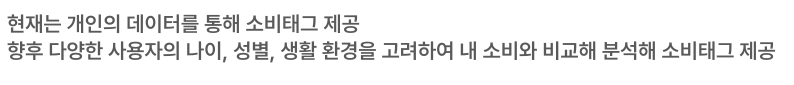 현재는 개인의 데이터를 통해 소비태그 제공
향후 다양한 사용자의 나이, 성별, 생활 환경을 고려하여 내 소비와 비교해 분석해 소비태그 제공